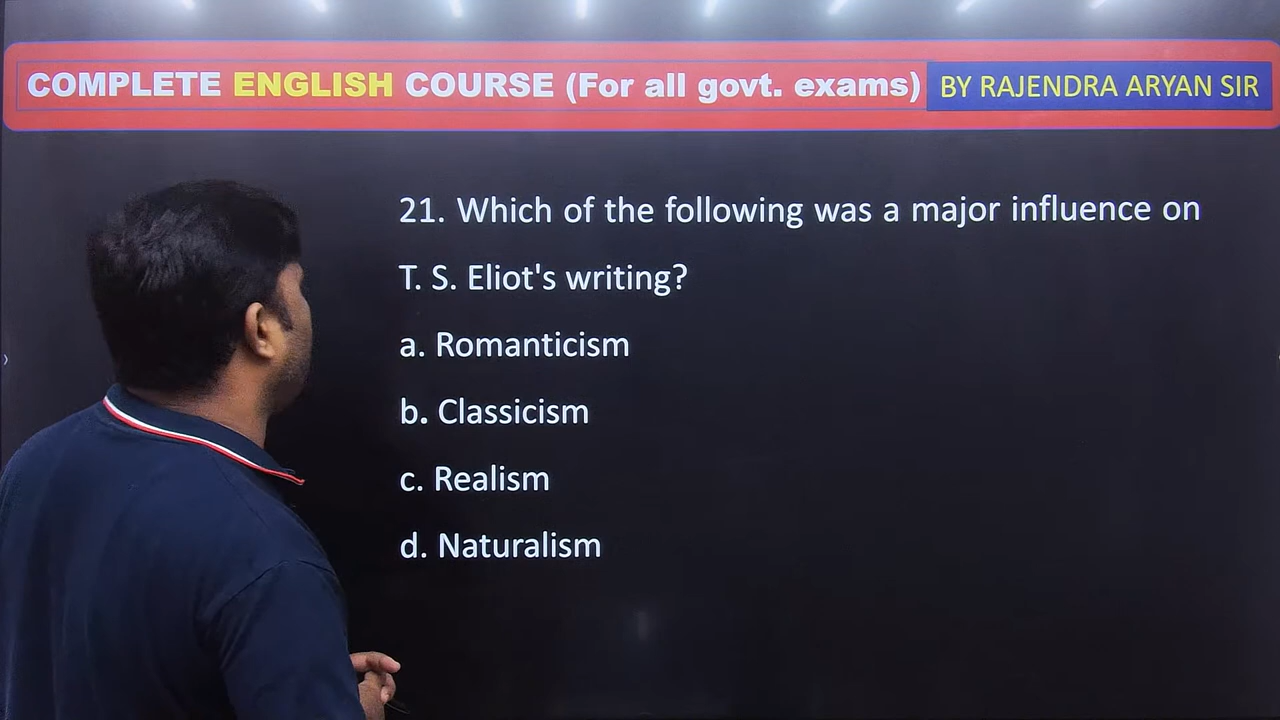 COMPLETE ENGLISH COURSE (For all govt. exams) BY RAJENDRA ARYAN SIR
21. Which of the following was a major influence on
T. S. Eliot's writing?
a. Romanticism
b. Classicism
c. Realism
d. Naturalism